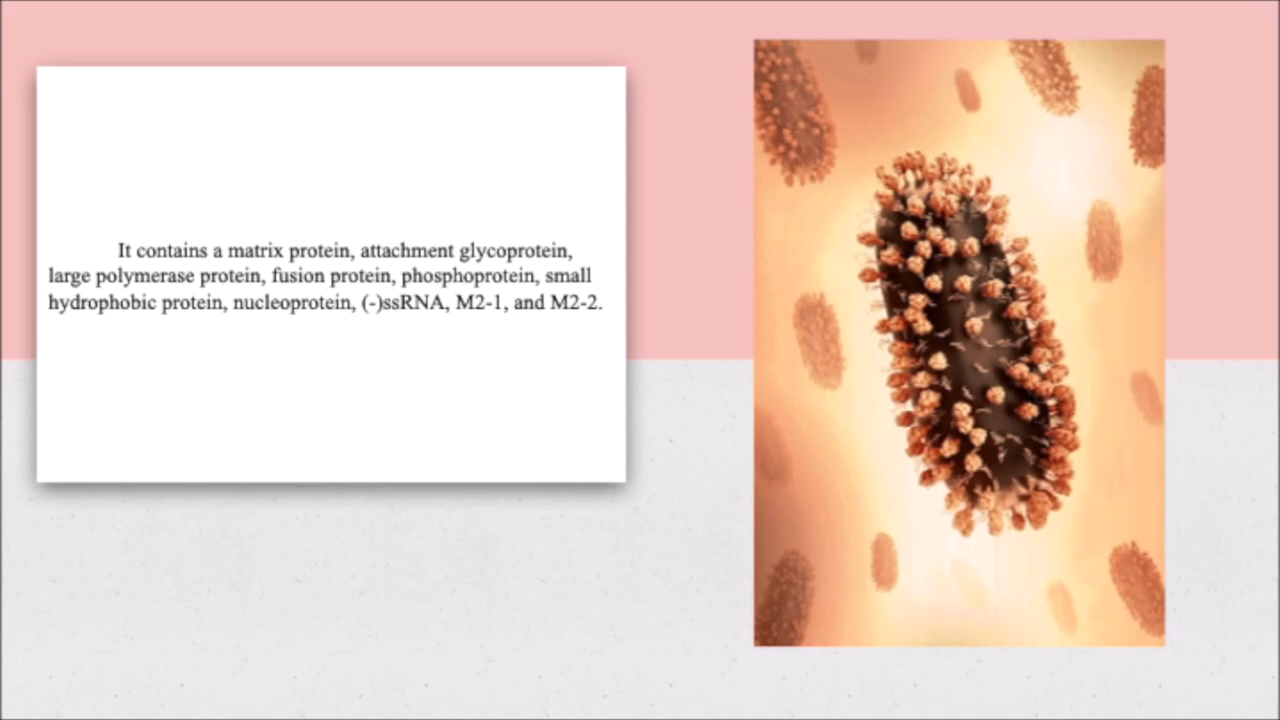 It contains a matrix protein, attachment glycoprotein,
large polymerase protein, fusion protein, phosphoprotein, small
hydrophobic protein, nucleoprotein, (-)ssRNA, M2-1, and M2-2.